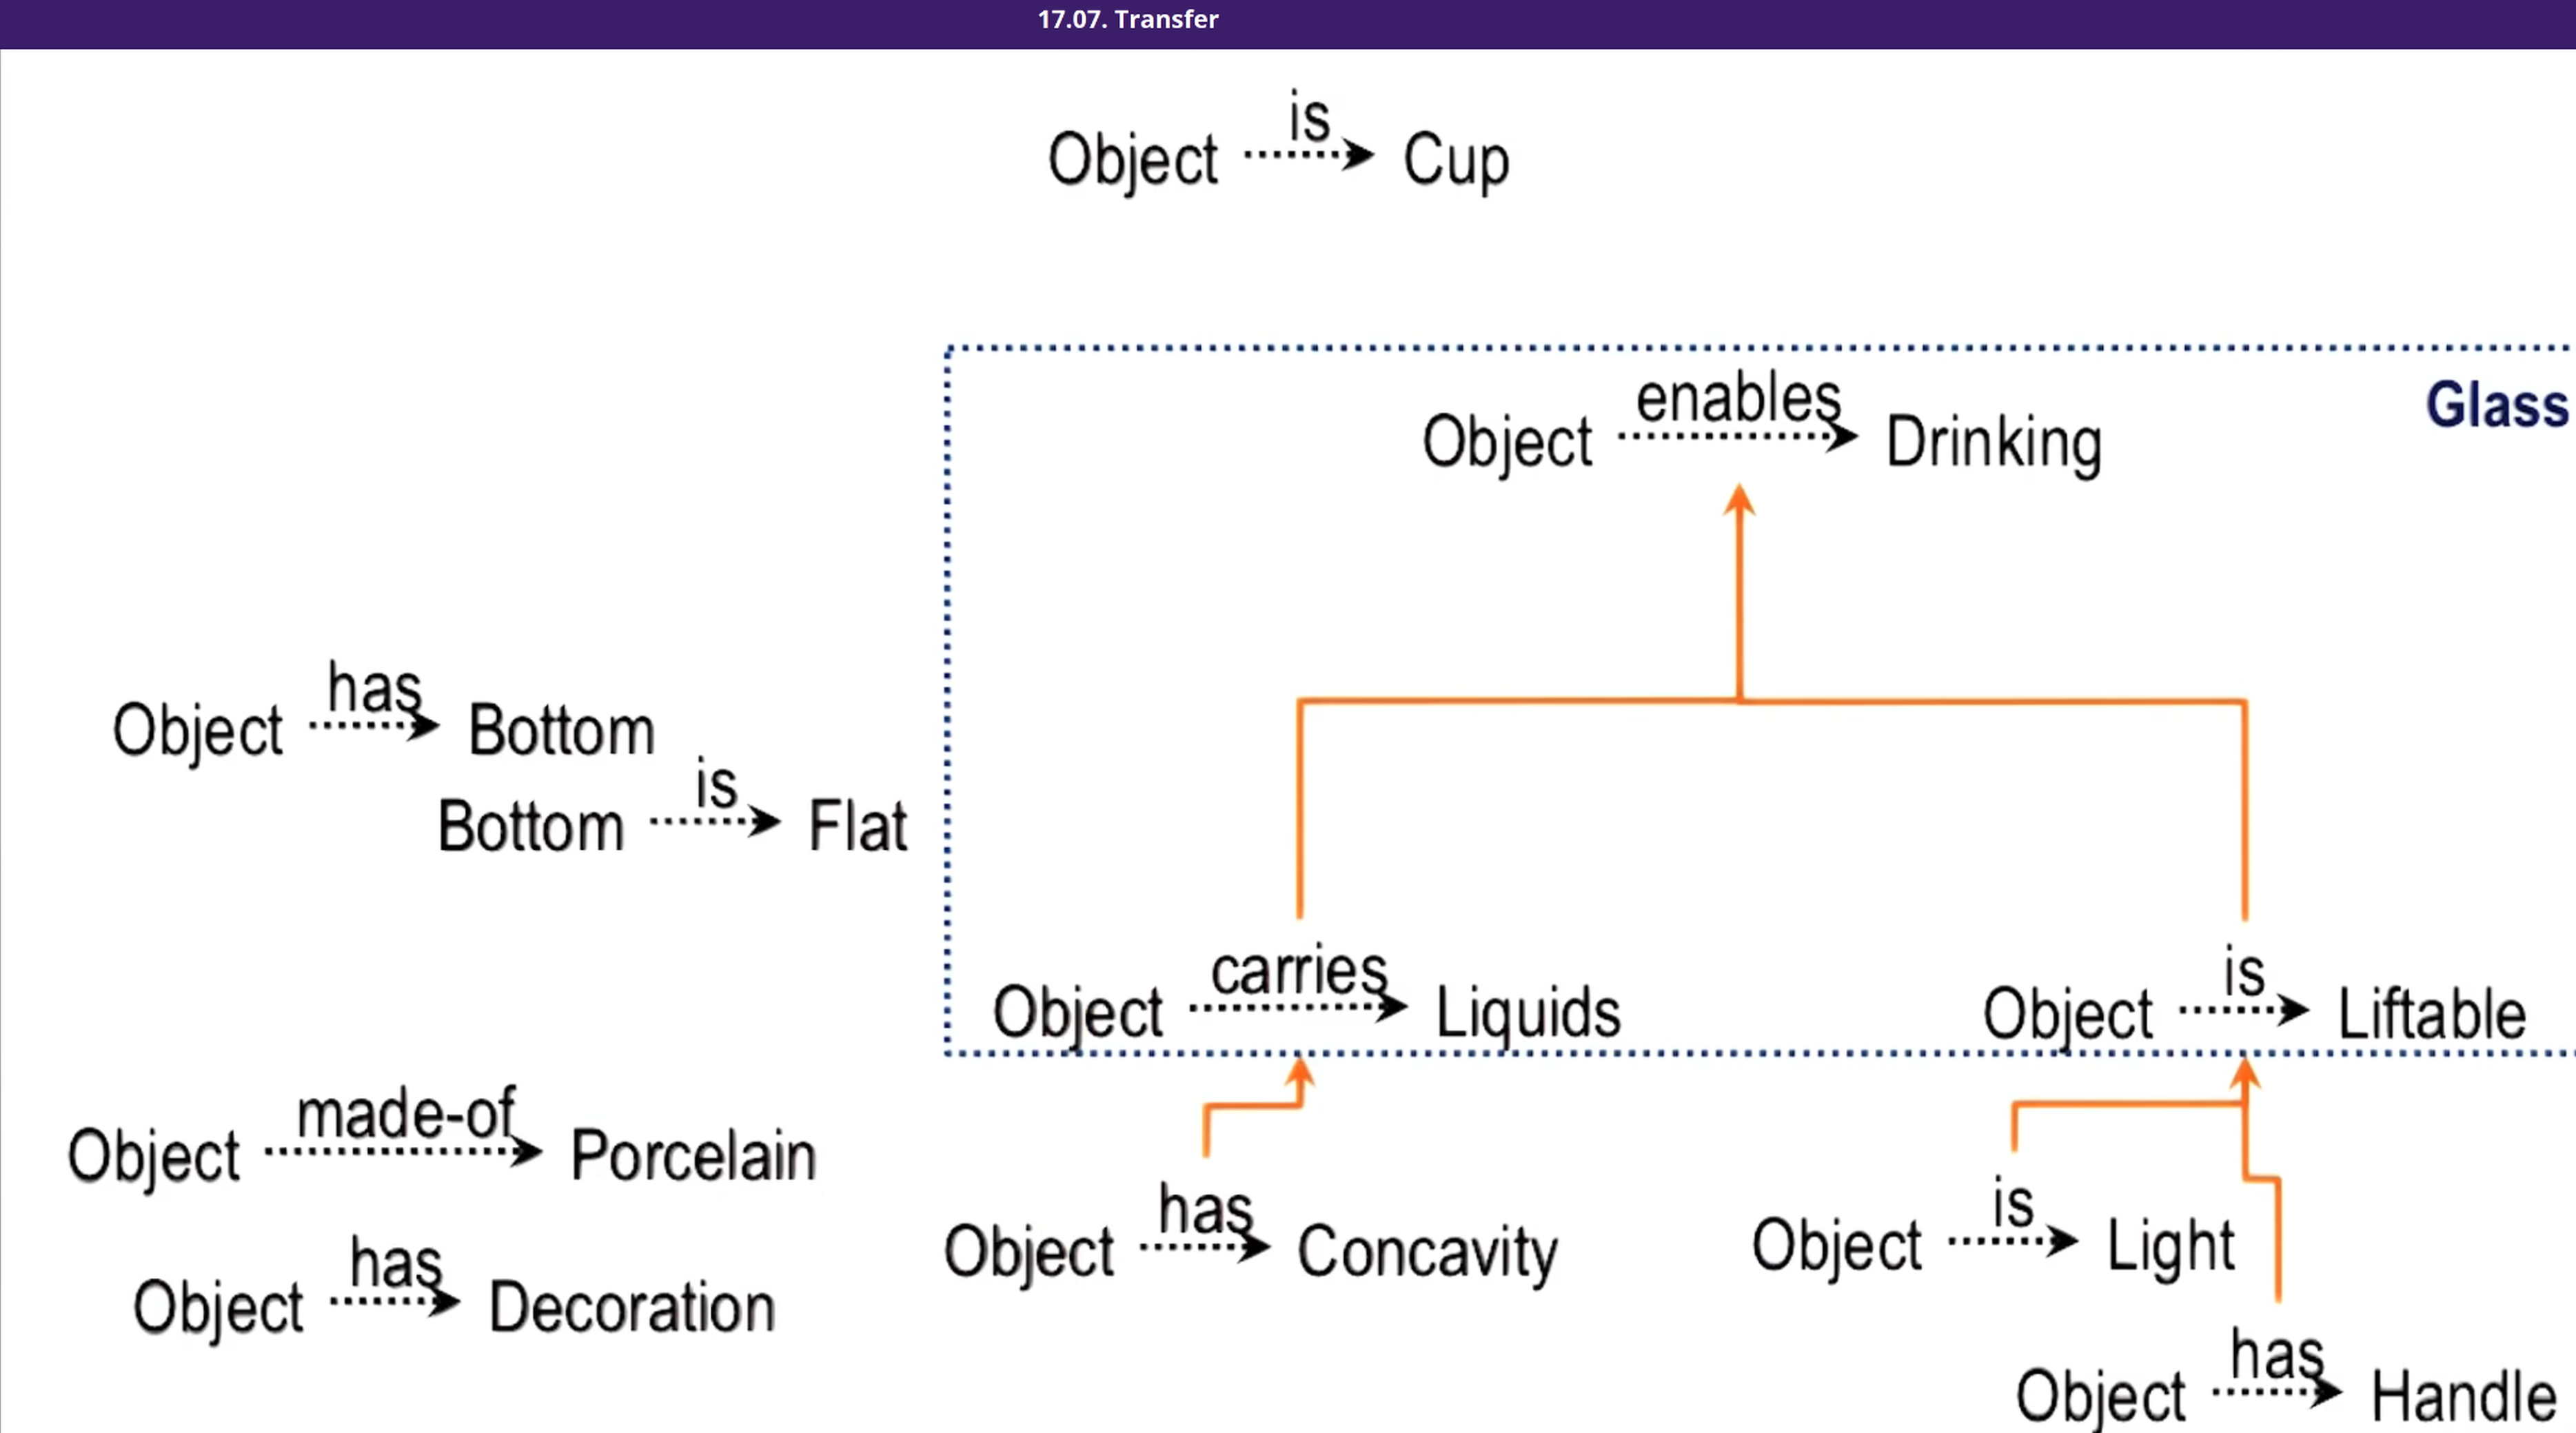 17.07. Transfer
Object is Cup
Glass
Object enables Drinking
Object has Bottom
Bottom is Flat
Object carries Liquids
Object is Liftable
Object made-of Porcelain
Object has Concavity
Object is Light
Object has Decoration
Object has Handle